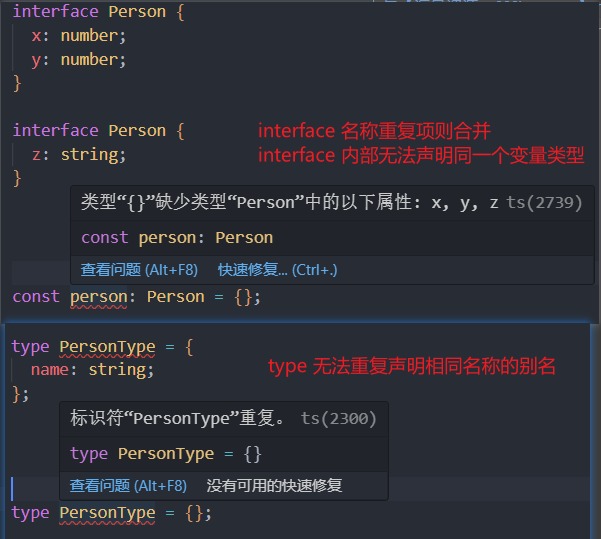 interface Person {
x: number;
y: number;
}
interface Person {
interface 名称重复项则合并
z: string;
interface 内部无法声明同一个变量类型
}
类型“{}”缺少类型“Person”中的以下属性: x, y, z ts(2739)
const person: Person
查看问题 (Alt+F8) 快速修复... (Ctrl+.)
const person: Person = {};
type PersonType = {
name: string;
type 无法重复声明相同名称的别名
};
标识符“PersonType”重复。 ts(2300)
type PersonType = {}
查看问题 (Alt+F8) 没有可用的快速修复
type PersonType = {};